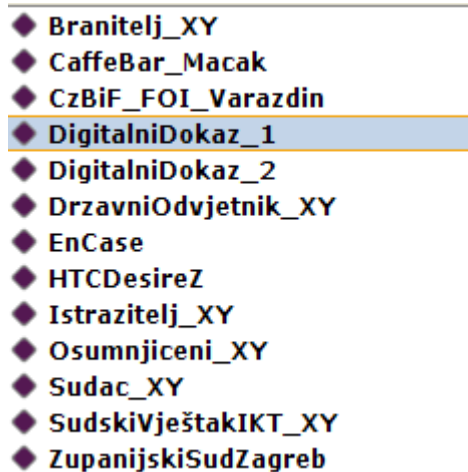 Branitelj_XY
CaffeBar_Macak
CzBiF_FOI_Varazdin
DigitalniDokaz_1
DigitalniDokaz_2
DrzavniOdvjetnik_XY
EnCase
HTCDesireZ
Istrazitelj_XY
Osumnjiceni_XY
Sudac_XY
SudskiVještakIKT_XY
ZupanijskiSudZagreb